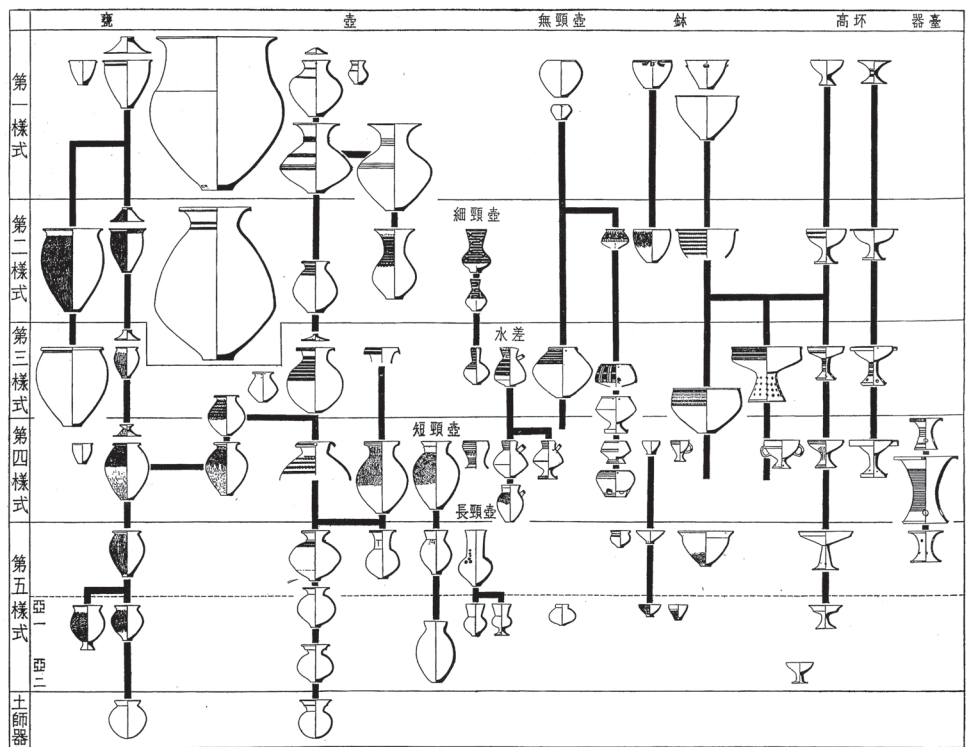 甕 壺 無頸壺 鉢 高坏 器臺
第一樣式
第二樣式
細頸壺
第三樣式
水差
第四樣式
短頸壺
長頸壺
第五樣式
亞一
亞二
土師器